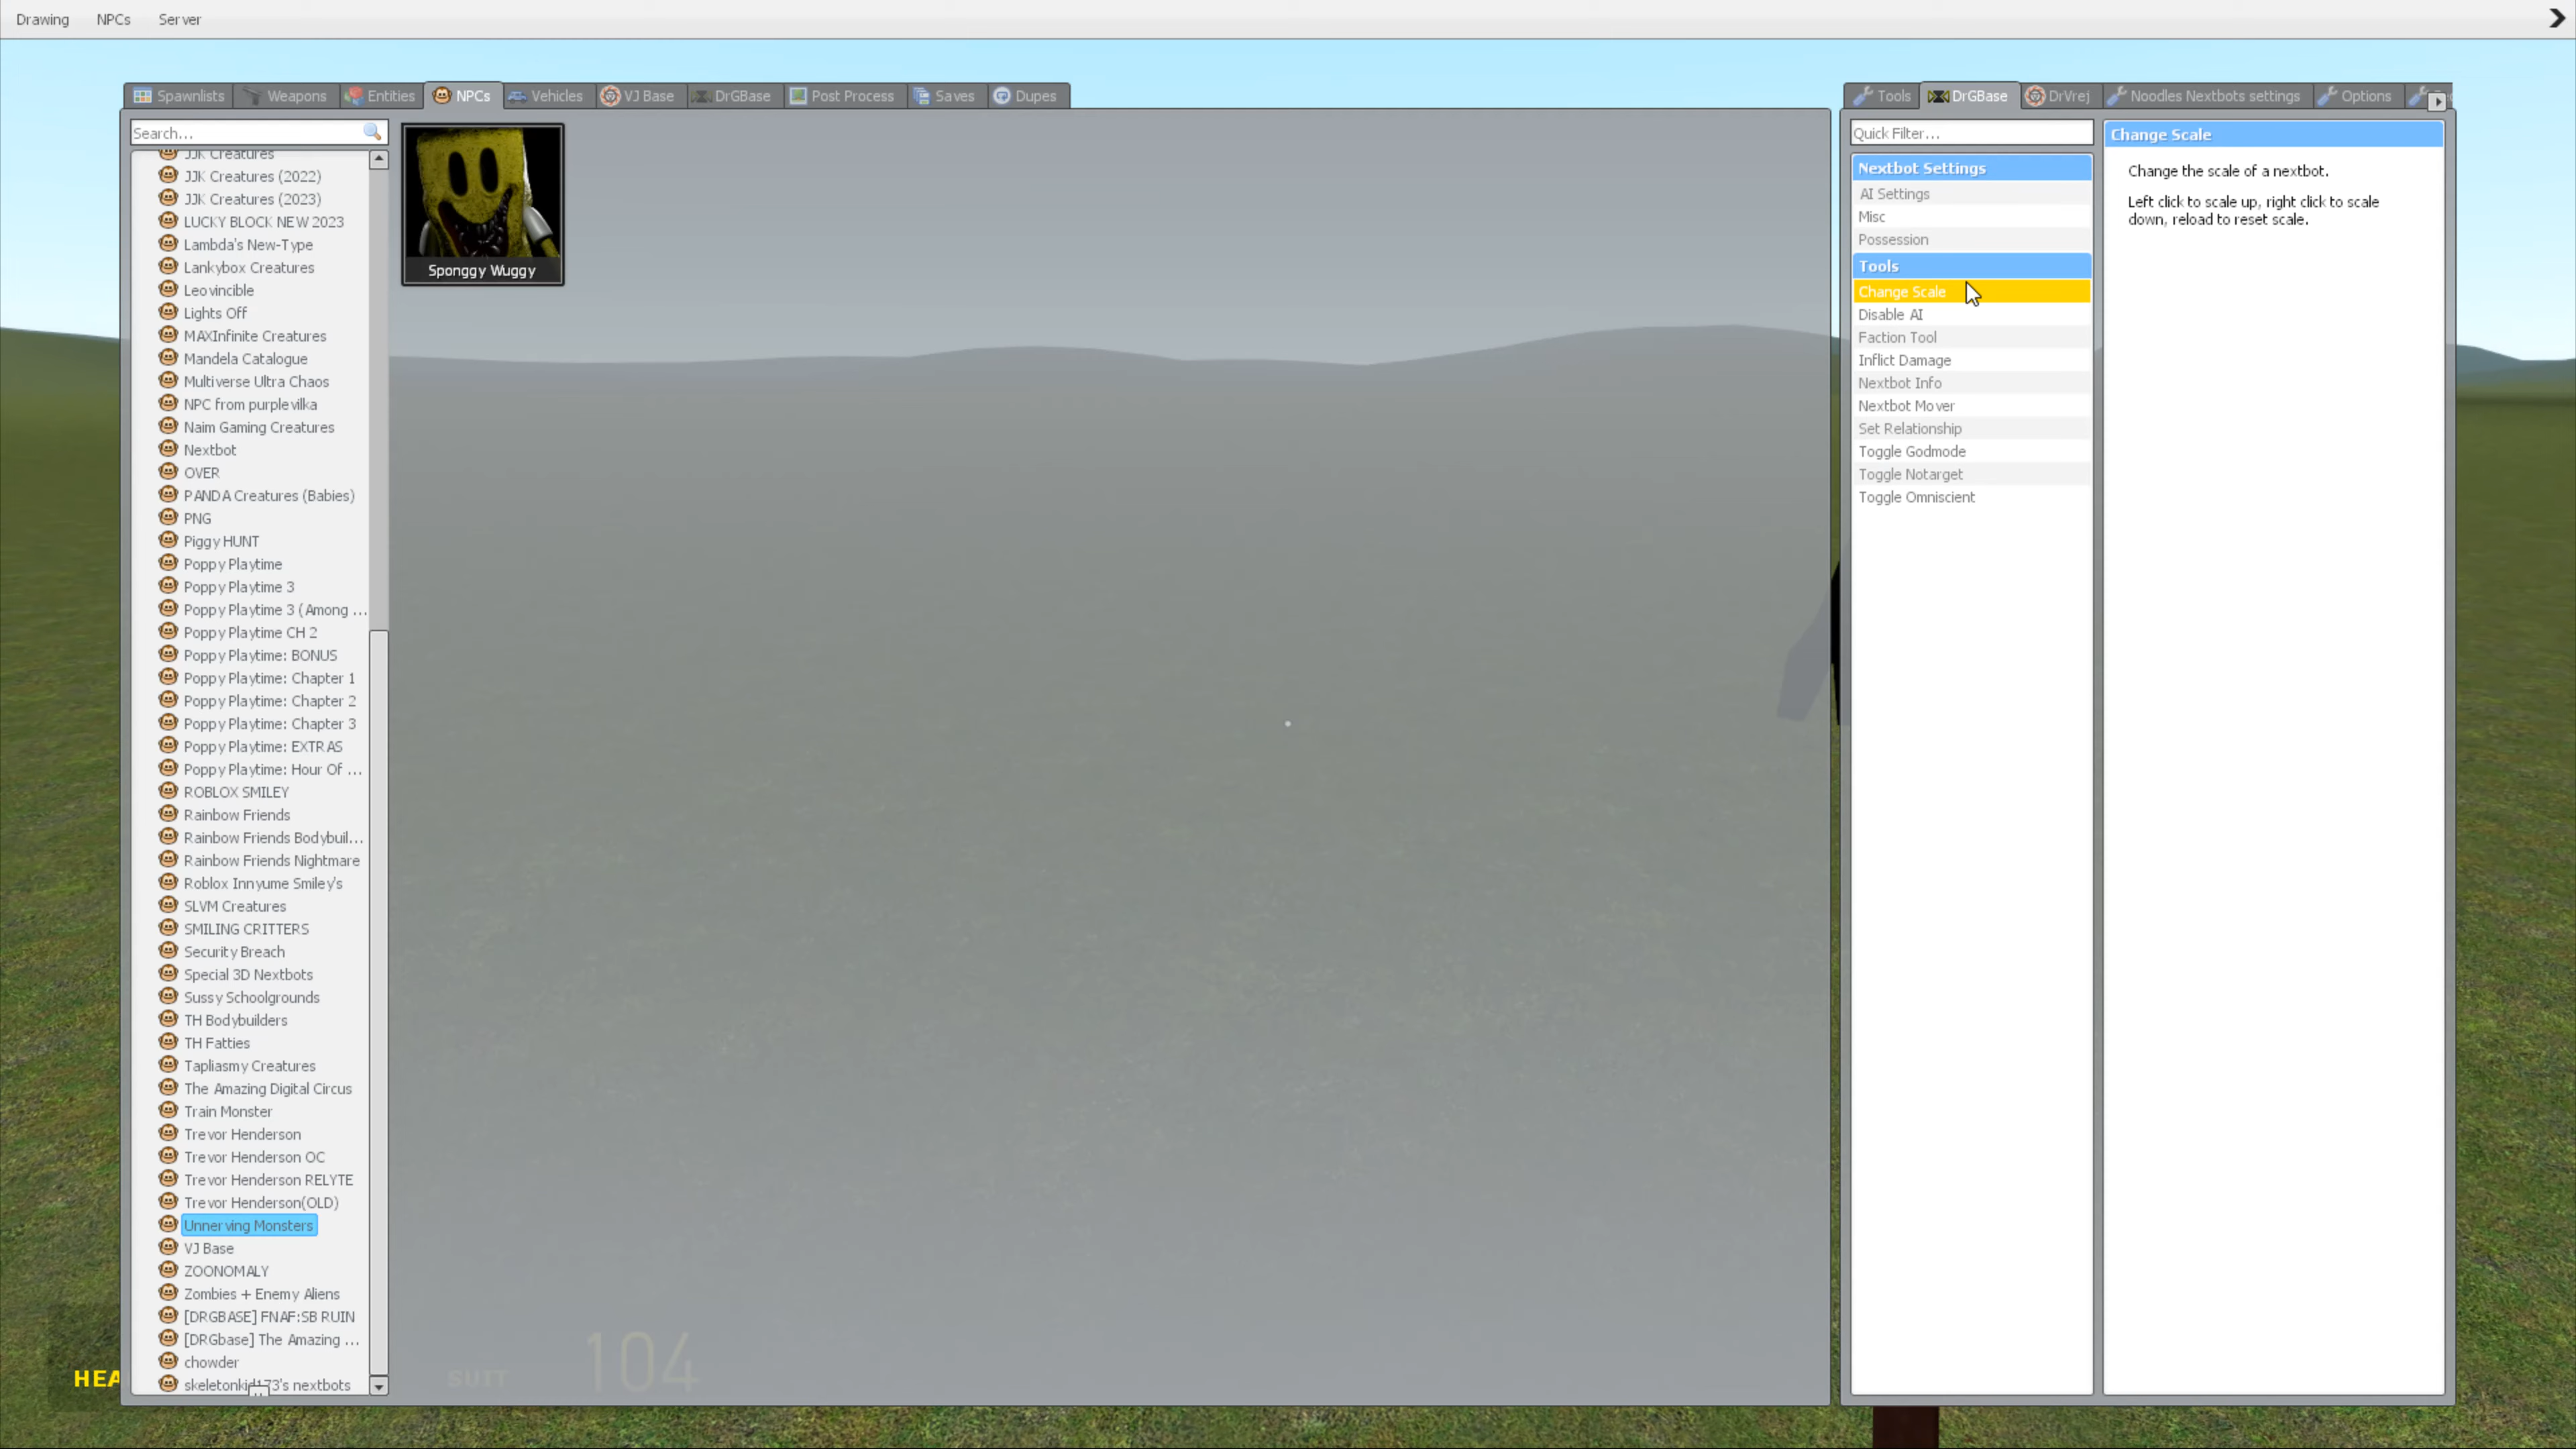 Drawing NPCs Server
Spawnlists Weapons Entities NPCs Vehicles VJ Base DrGBase Post Process Saves Dupes
Search...
JJK Creatures
JJK Creatures (2022)
JJK Creatures (2023)
LUCKY BLOCK NEW 2023
Lambda's New-Type
Lankybox Creatures
Leovincible
Lights Off
MAXInfinite Creatures
Mandela Catalogue
Multiverse Ultra Chaos
NPC from purplevilka
Naim Gaming Creatures
Nextbot
OVER
PANDA Creatures (Babies)
PNG
Piggy HUNT
Poppy Playtime
Poppy Playtime 3
Poppy Playtime 3 (Among ...
Poppy Playtime CH 2
Poppy Playtime: BONUS
Poppy Playtime: Chapter 1
Poppy Playtime: Chapter 2
Poppy Playtime: Chapter 3
Poppy Playtime: EXTRAS
Poppy Playtime: Hour Of ...
ROBLOX SMILEY
Rainbow Friends
Rainbow Friends Bodybuil...
Rainbow Friends Nightmare
Roblox Innyume Smiley's
SLVM Creatures
SMILING CRITTERS
Security Breach
Special 3D Nextbots
Sussy Schoolgrounds
TH Bodybuilders
TH Fatties
Tapliasmy Creatures
The Amazing Digital Circus
Train Monster
Trevor Henderson
Trevor Henderson OC
Trevor Henderson RELYTE
Trevor Henderson(OLD)
Unnerving Monsters
VJ Base
ZOONOMALY
Zombies + Enemy Aliens
[DRGBASE] FNAF:SB RUIN
[DRGbase] The Amazing ...
chowder
skeletonkid173's nextbots
Sponggy Wuggy
HEA
SUIT 104
Tools DrGBase DrVrej Noodles Nextbots settings Options
Quick Filter...
Nextbot Settings
AI Settings
Misc
Possession
Tools
Change Scale
Disable AI
Faction Tool
Inflict Damage
Nextbot Info
Nextbot Mover
Set Relationship
Toggle Godmode
Toggle Notarget
Toggle Omniscient
Change Scale
Change the scale of a nextbot.
Left click to scale up, right click to scale
down, reload to reset scale.